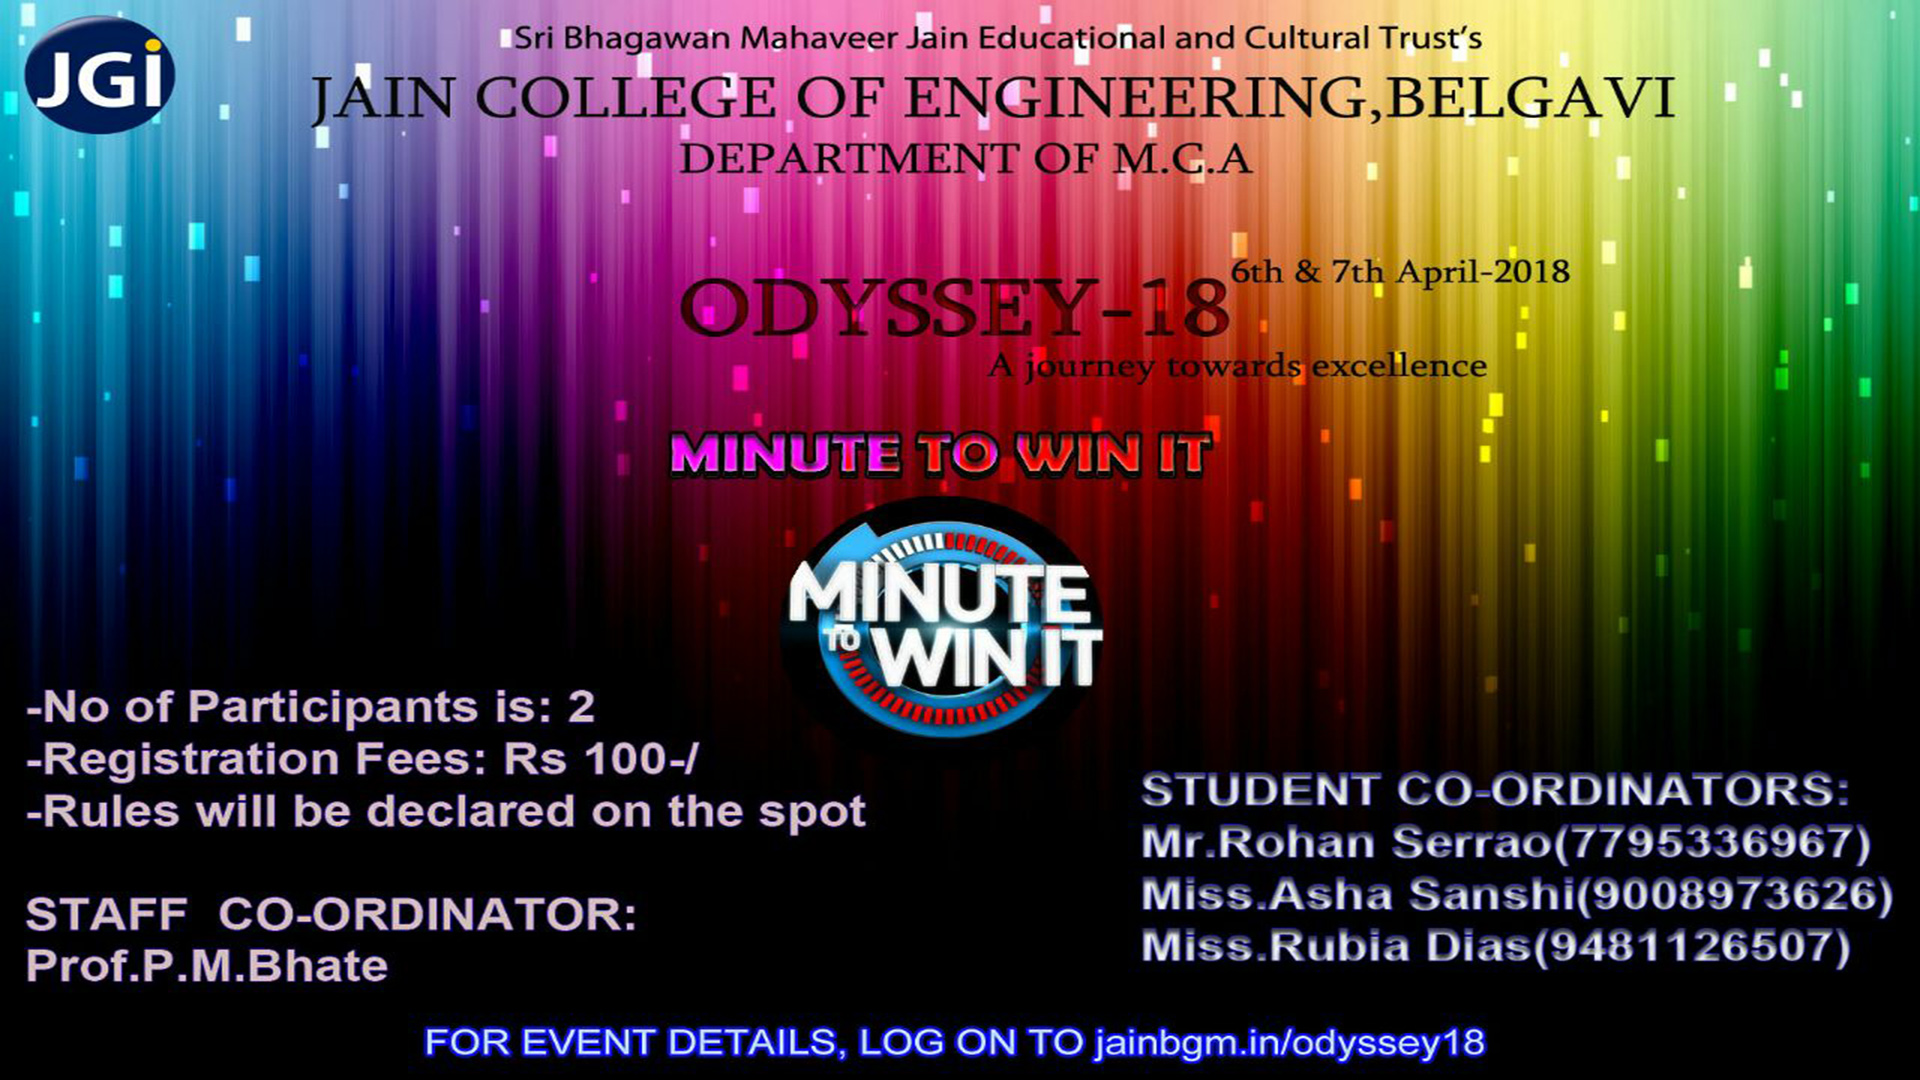 JGi
Sri Bhagawan Mahaveer Jain Educational and Cultural Trust's
JAIN COLLEGE OF ENGINEERING,BELGAVI
DEPARTMENT OF M.C.A
ODYSSEY-18
6th & 7th April-2018
A journey towards excellence
MINUTE TO WIN IT
MINUTE
TO WIN IT
-No of Participants is: 2
-Registration Fees: Rs 100-/
-Rules will be declared on the spot
STAFF CO-ORDINATOR:
Prof.P.M.Bhate
STUDENT CO-ORDINATORS:
Mr.Rohan Serrao(7795336967)
Miss.Asha Sanshi(9008973626)
Miss.Rubia Dias(9481126507)
FOR EVENT DETAILS, LOG ON TO jainbgm.in/odyssey18